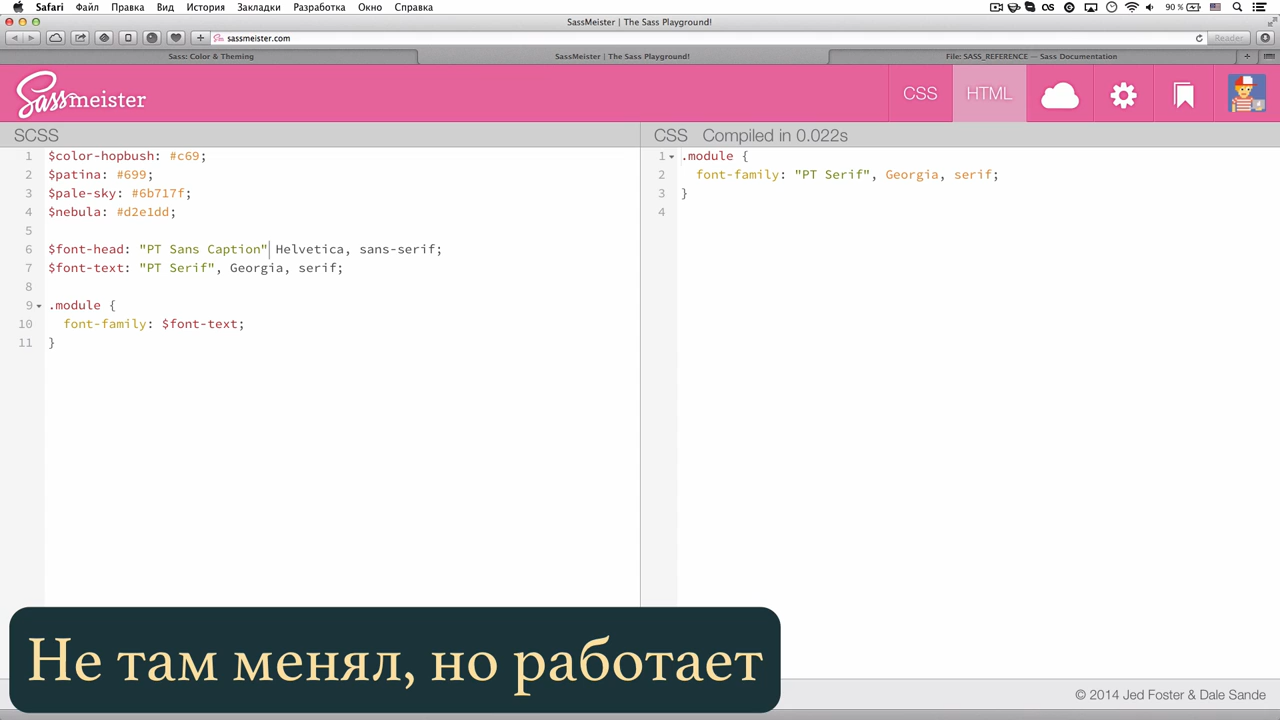 Safari Файл Правка Вид История Закладки Разработка Окно Справка 90 %
SassMeister | The Sass Playground!
sassmeister.com Reader
Sass: Color & Theming SassMeister | The Sass Playground! File: SASS_REFERENCE — Sass Documentation
Sassmeister CSS HTML
SCSS CSS Compiled in 0.022s
1 $color-hopbush: #c69;
2 $patina: #699;
3 $pale-sky: #6b717f;
4 $nebula: #d2e1dd;
5
6 $font-head: "PT Sans Caption" Helvetica, sans-serif;
7 $font-text: "PT Serif", Georgia, serif;
8
9 .module {
10 font-family: $font-text;
11 }
1 .module {
2 font-family: "PT Serif", Georgia, serif;
3 }
4
Не там менял, но работает
© 2014 Jed Foster & Dale Sande